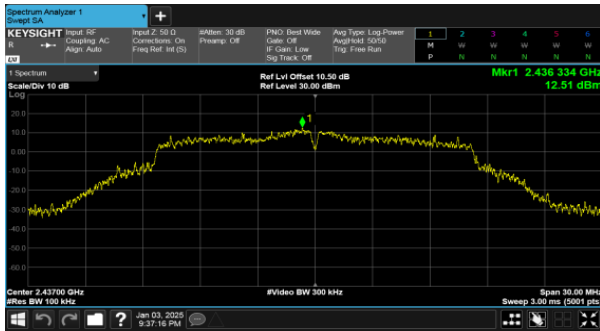 Spectrum Analyzer 1
Swept SA
KEYSIGHT
R
LXI
Input: RF
Coupling: AC
Align: Auto
Input Z: 50 Ω
Corrections: On
Freq Ref: Int (S)
#Atten: 30 dB
Preamp: Off
PNO: Best Wide
Gate: Off
IF Gain: Low
Sig Track: Off
Avg Type: Log-Power
Avg|Hold: 50/50
Trig: Free Run
1 2 3 4 5 6
M W W W W W
P N N N N N
1 Spectrum
Scale/Div 10 dB
Log
Ref Lvl Offset 10.50 dB
Ref Level 30.00 dBm
Mkr1 2.436 334 GHz
12.51 dBm
1
20.0
10.0
0.00
-10.0
-20.0
-30.0
-40.0
-50.0
-60.0
Center 2.43700 GHz
#Res BW 100 kHz
#Video BW 300 kHz
Span 30.00 MHz
Sweep 3.00 ms (5001 pts
?
Jan 03, 2025
9:37:16 PM